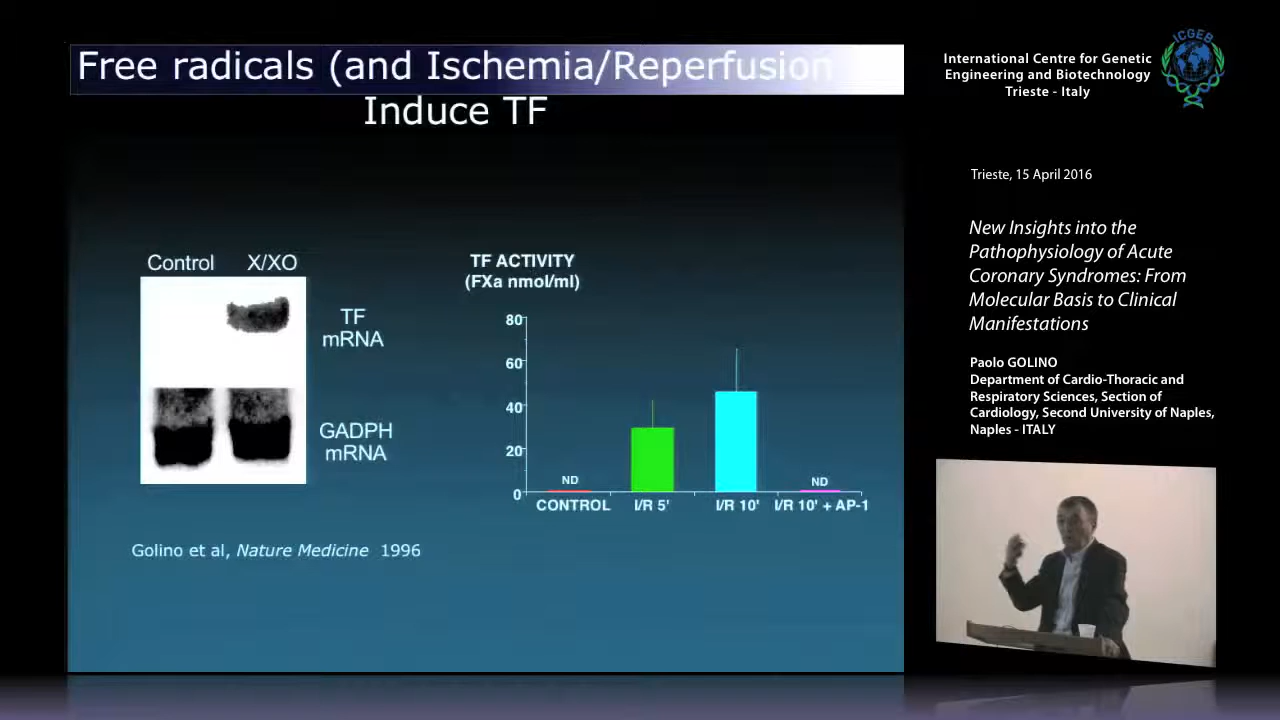 Free radicals (and Ischemia/Reperfusion
Induce TF
Control X/XO
TF
mRNA
GADPH
mRNA
Golino et al, Nature Medicine 1996
TF ACTIVITY
(FXa nmol/ml)
80
60
40
20
0
ND
ND
CONTROL I/R 5' I/R 10' I/R 10' + AP-1
International Centre for Genetic
Engineering and Biotechnology
Trieste - Italy
ICGEB
Trieste, 15 April 2016
New Insights into the
Pathophysiology of Acute
Coronary Syndromes: From
Molecular Basis to Clinical
Manifestations
Paolo GOLINO
Department of Cardio-Thoracic and
Respiratory Sciences, Section of
Cardiology, Second University of Naples,
Naples - ITALY